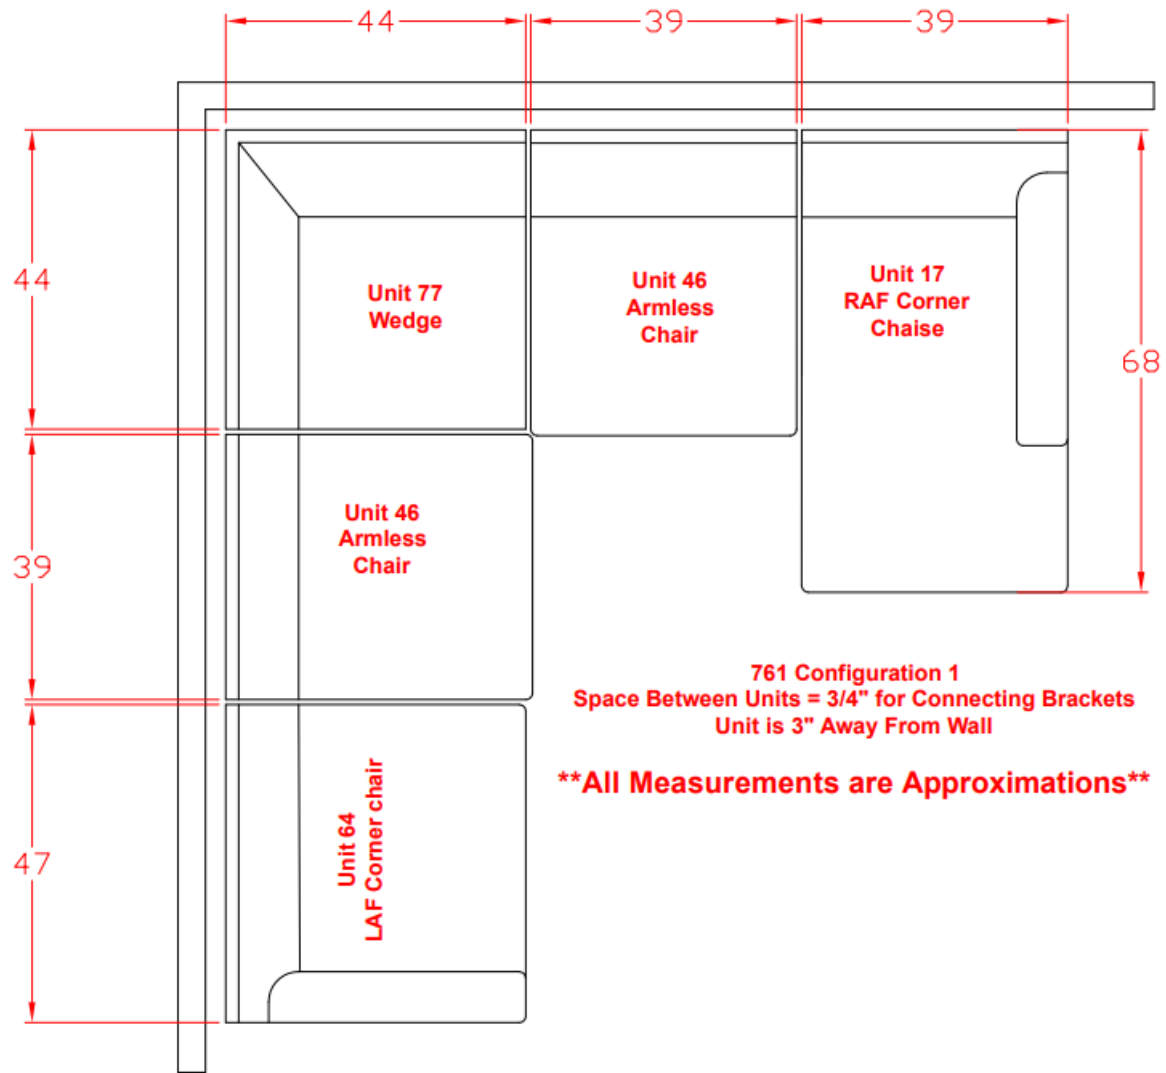 44
39
39
44
Unit 77
Wedge
Unit 46
Armless
Chair
Unit 17
RAF Corner
Chaise
68
39
Unit 46
Armless
Chair
761 Configuration 1
Space Between Units = 3/4" for Connecting Brackets
Unit is 3" Away From Wall
**All Measurements are Approximations**
47
Unit 64
LAF Corner chair